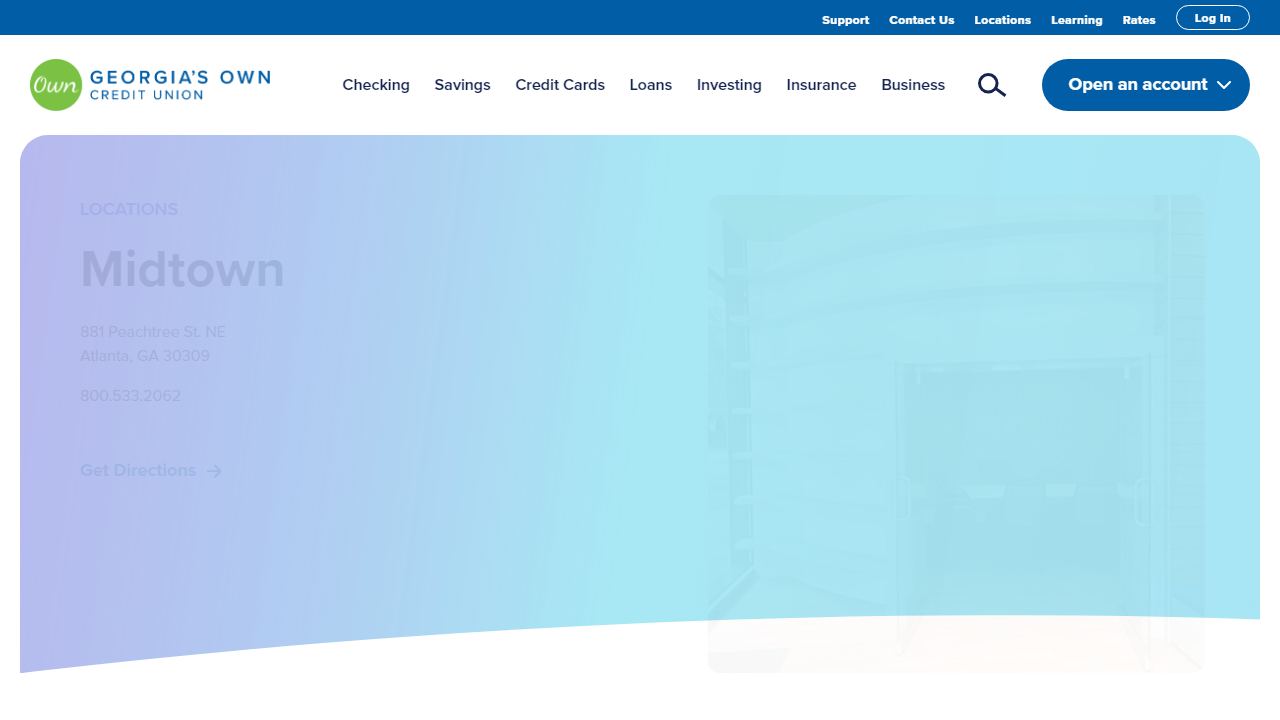 Support Contact Us Locations Learning Rates Log In
Own GEORGIA'S OWN
CREDIT UNION
Checking Savings Credit Cards Loans Investing Insurance Business
Open an account
LOCATIONS
Midtown
881 Peachtree St. NE
Atlanta, GA 30309
800.533.2062
Get Directions